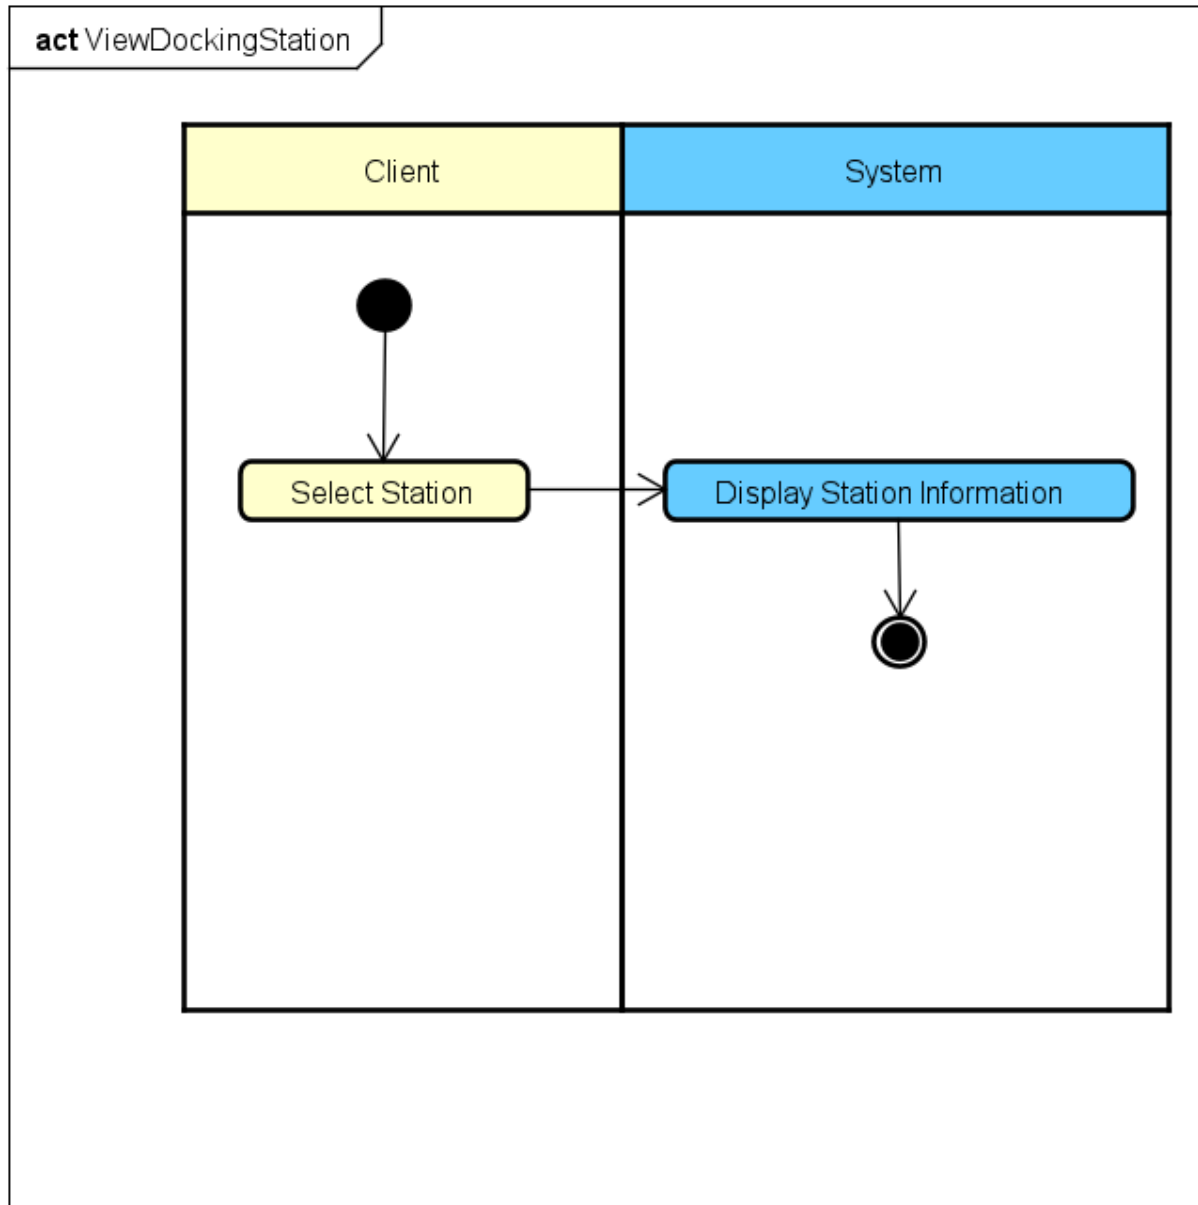 act ViewDockingStation
Client
System
Select Station
Display Station Information